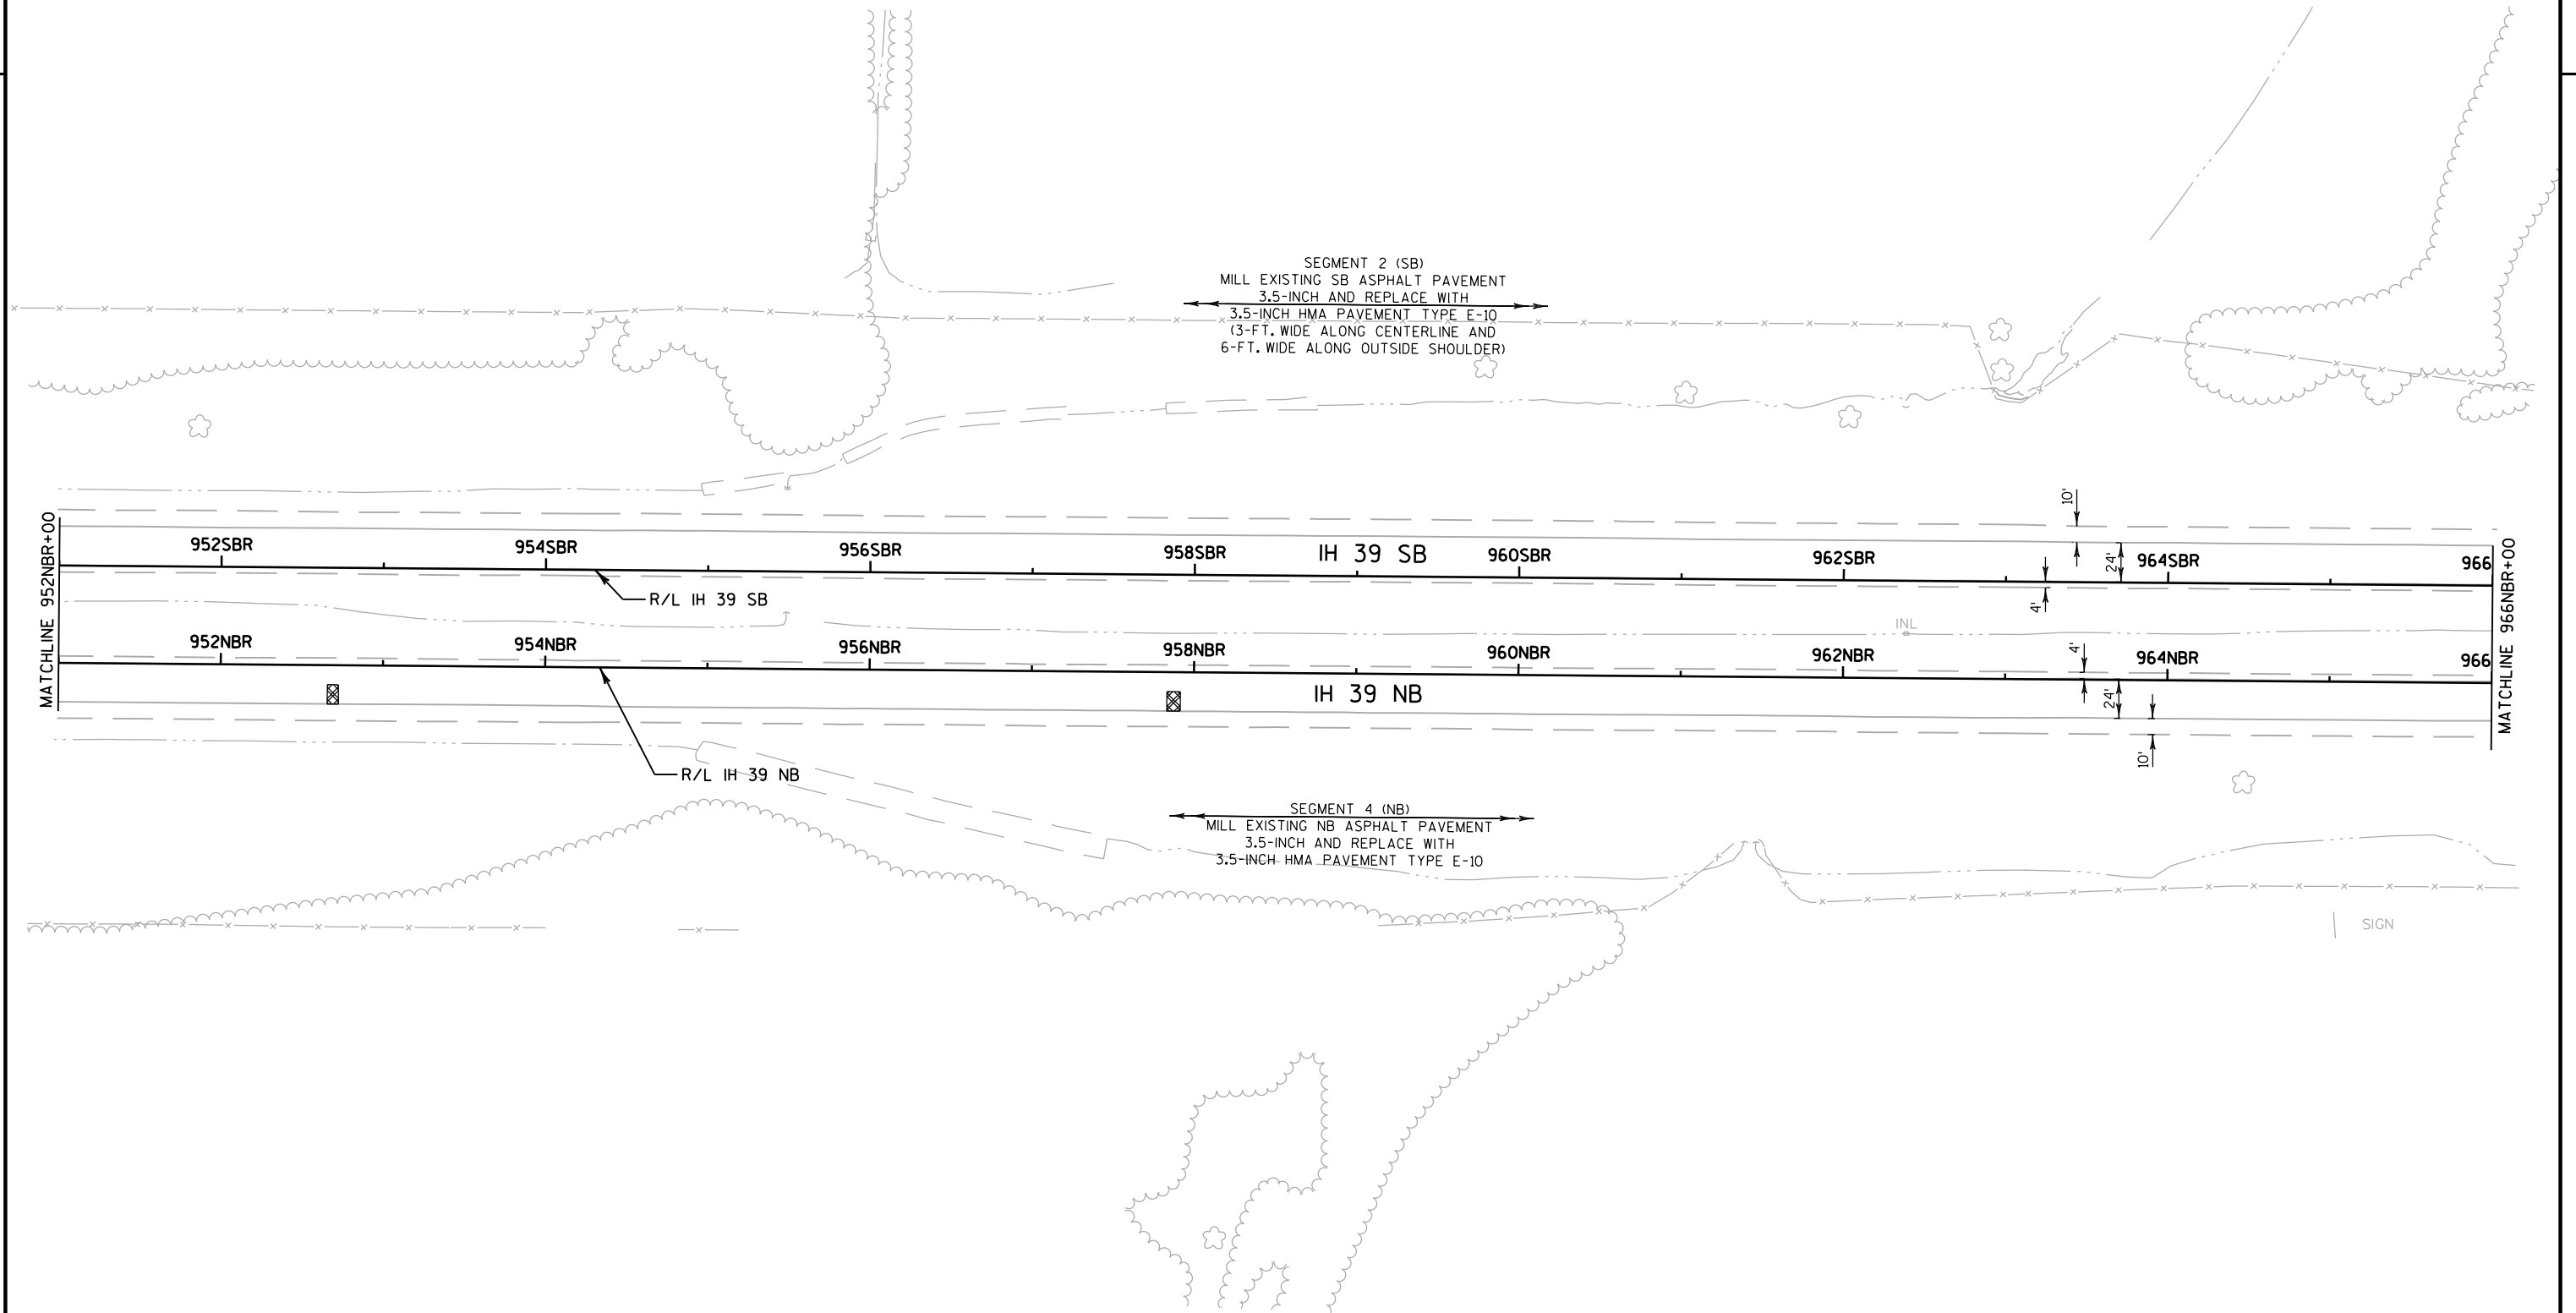 SEGMENT 2 (SB)
MILL EXISTING SB ASPHALT PAVEMENT
3.5-INCH AND REPLACE WITH
3.5-INCH HMA PAVEMENT TYPE E-10
(3-FT. WIDE ALONG CENTERLINE AND
6-FT. WIDE ALONG OUTSIDE SHOULDER)
10'
MATCHLINE 952NBR+00
952SBR
954SBR
956SBR
958SBR
IH 39 SB
960SBR
962SBR
24'
964SBR
966
MATCHLINE 966NBR+00
R/L IH 39 SB
4'
INL
952NBR
954NBR
956NBR
958NBR
960NBR
962NBR
4'
964NBR
966
IH 39 NB
24'
10'
R/L IH 39 NB
SEGMENT 4 (NB)
MILL EXISTING NB ASPHALT PAVEMENT
3.5-INCH AND REPLACE WITH
3.5-INCH HMA PAVEMENT TYPE E-10
SIGN